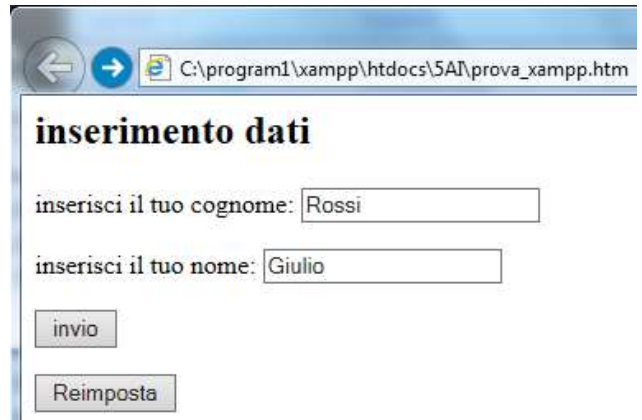 C:\program1\xampp\htdocs\5AI\prova_xampp.htm
inserimento dati
inserisci il tuo cognome: Rossi
inserisci il tuo nome: Giulio
invio
Reimposta